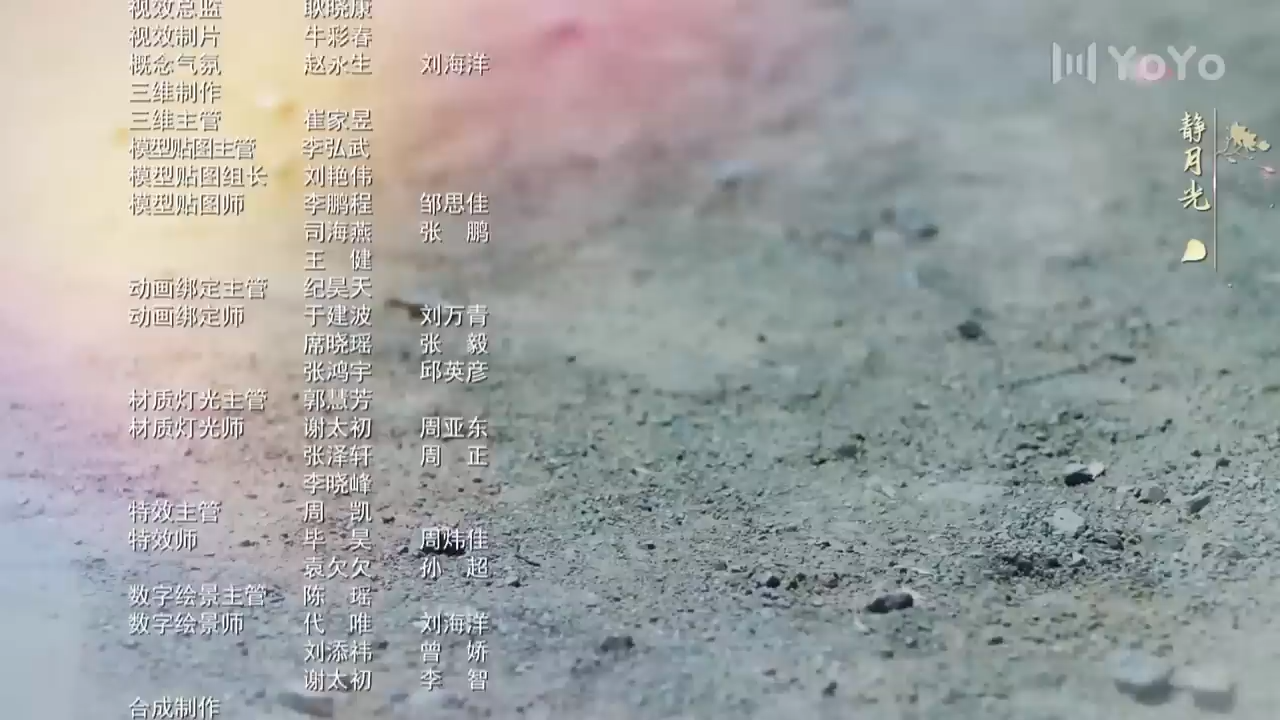 视效总监 耿晓康
视效制片 牛彩春
概念气氛 赵永生 刘海洋
三维制作
三维主管 崔家昱
模型贴图主管 李弘武
模型贴图组长 刘艳伟
模型贴图师 李鹏程 邹思佳
司海燕 张 鹏
王 健
动画绑定主管 纪昊天
动画绑定师 于建波 刘万青
席晓瑶 张 毅
张鸿宇 邱英彦
材质灯光主管 郭慧芳
材质灯光师 谢太初 周亚东
张泽轩 周 正
李晓峰
特效主管 周 凯
特效师 毕 昊 周炜佳
袁欠欠 孙 超
数字绘景主管 陈 瑶
数字绘景师 代 唯 刘海洋
刘添祎 曾 娇
谢太初 李 智
合成制作
YoYo
静月光